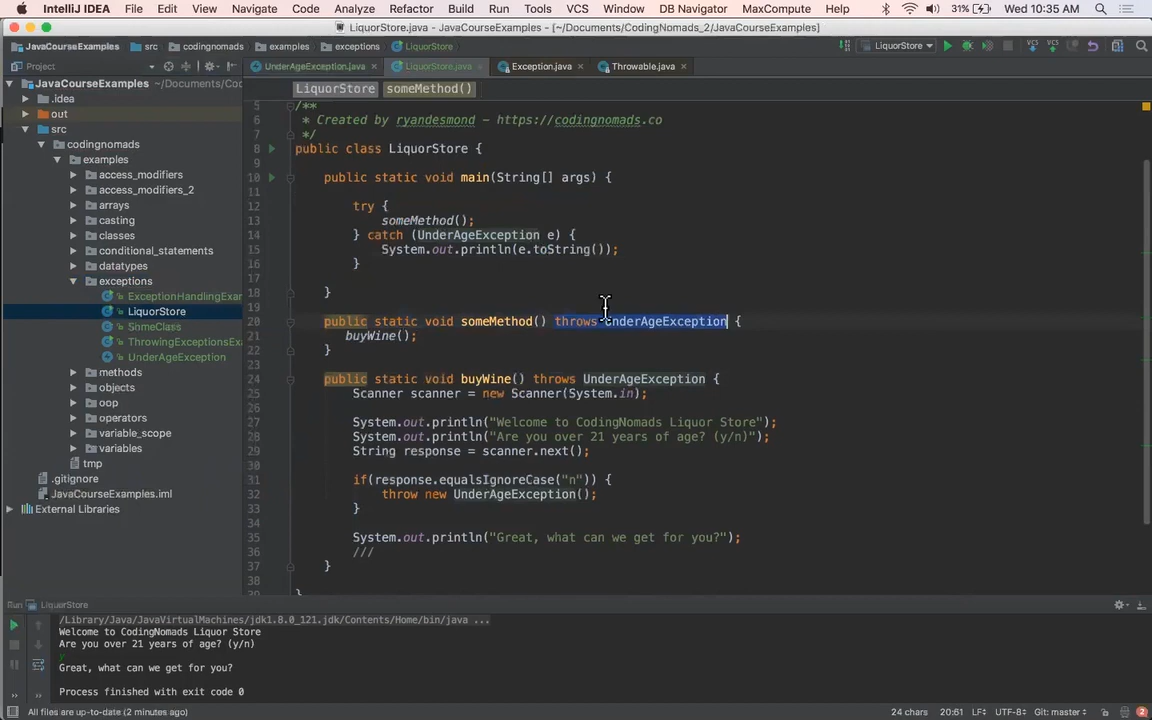 IntelliJ IDEA File Edit View Navigate Code Analyze Refactor Build Run Tools VCS Window DB Navigator MaxCompute Help 31% Wed 10:35 AM
LiquorStore.java - JavaCourseExamples - [~/Documents/CodingNomads_2/JavaCourseExamples]
JavaCourseExamples src codingnomads examples exceptions LiquorStore LiquorStore
Project UnderAgeException.java LiquorStore.java Exception.java Throwable.java
LiquorStore someMethod()
JavaCourseExamples ~/Documents/Cod
.idea
out
src
codingnomads
examples
access_modifiers
access_modifiers_2
arrays
casting
classes
conditional_statements
datatypes
exceptions
ExceptionHandlingExar
LiquorStore
SomeClass
ThrowingExceptionsEx
UnderAgeException
methods
objects
oop
operators
variable_scope
variables
tmp
.gitignore
JavaCourseExamples.iml
External Libraries
5 /**
6 * Created by ryandesmond - https://codingnomads.co
7 */
8 public class LiquorStore {
9
10 public static void main(String[] args) {
11
12 try {
13 someMethod();
14 } catch (UnderAgeException e) {
15 System.out.println(e.toString());
16 }
17
18 }
19
20 public static void someMethod() throws UnderAgeException {
21 buyWine();
22 }
23
24 public static void buyWine() throws UnderAgeException {
25 Scanner scanner = new Scanner(System.in);
26
27 System.out.println("Welcome to CodingNomads Liquor Store");
28 System.out.println("Are you over 21 years of age? (y/n)");
29 String response = scanner.next();
30
31 if(response.equalsIgnoreCase("n")) {
32 throw new UnderAgeException();
33 }
34
35 System.out.println("Great, what can we get for you?");
36 ///
37 }
38
39 }
Run LiquorStore
/Library/Java/JavaVirtualMachines/jdk1.8.0_121.jdk/Contents/Home/bin/java ...
Welcome to CodingNomads Liquor Store
Are you over 21 years of age? (y/n)
y
Great, what can we get for you?
Process finished with exit code 0
All files are up-to-date (2 minutes ago) 24 chars 20:61 LF÷ UTF-8÷ Git: master÷ 2